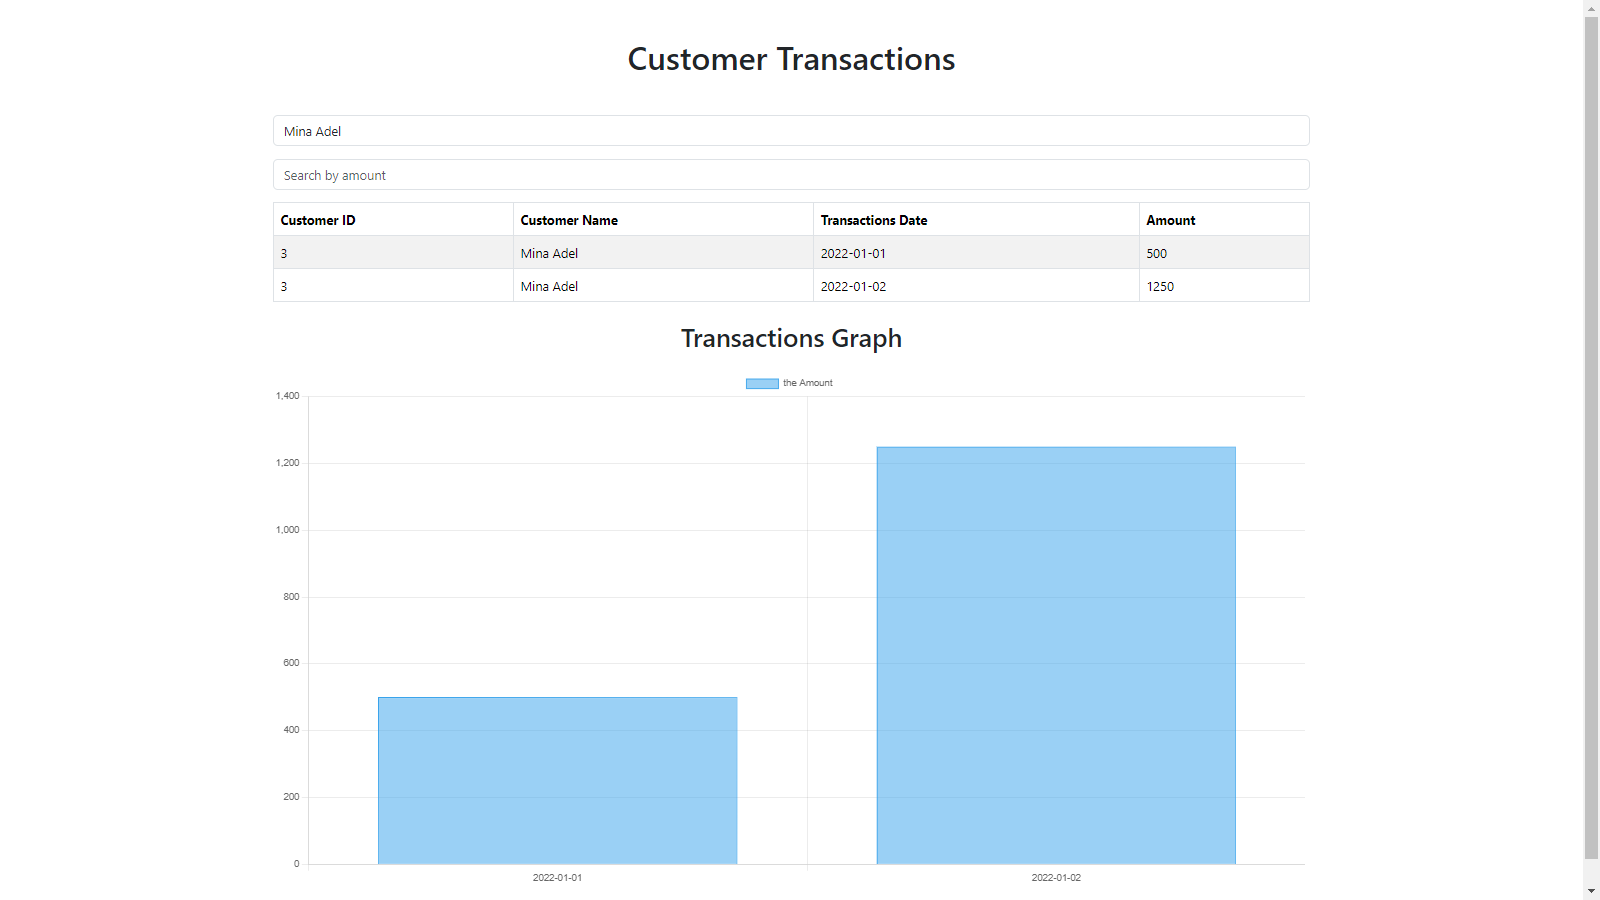 Customer Transactions
Mina Adel
Search by amount
Customer ID Customer Name Transactions Date Amount
3 Mina Adel 2022-01-01 500
3 Mina Adel 2022-01-02 1250
Transactions Graph
the Amount
1,400
1,200
1,000
800
600
400
200
0
2022-01-01 2022-01-02